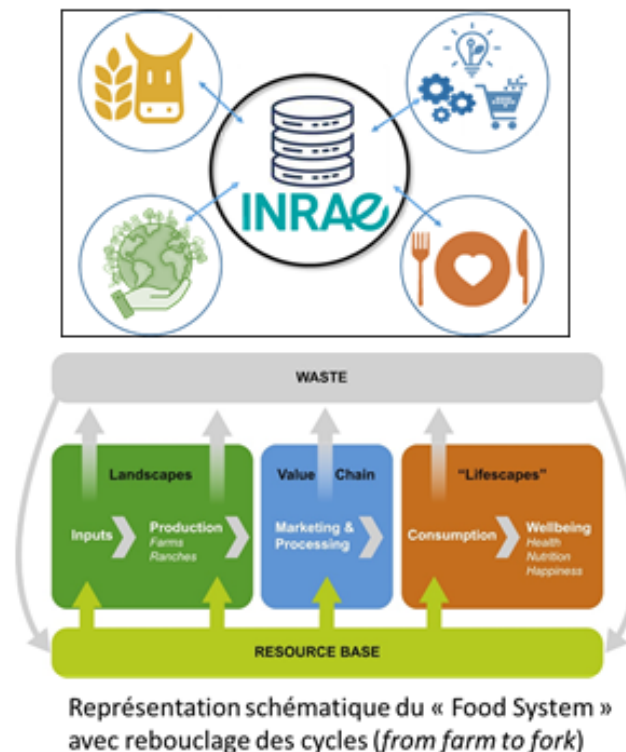 INRAE
WASTE
Landscapes
Value Chain
"Lifescapes"
Inputs
Production
Farms
Ranches
Marketing &
Processing
Consumption
Wellbeing
Health
Nutrition
Happiness
RESOURCE BASE
Représentation schématique du « Food System »
avec rebouclage des cycles (from farm to fork)